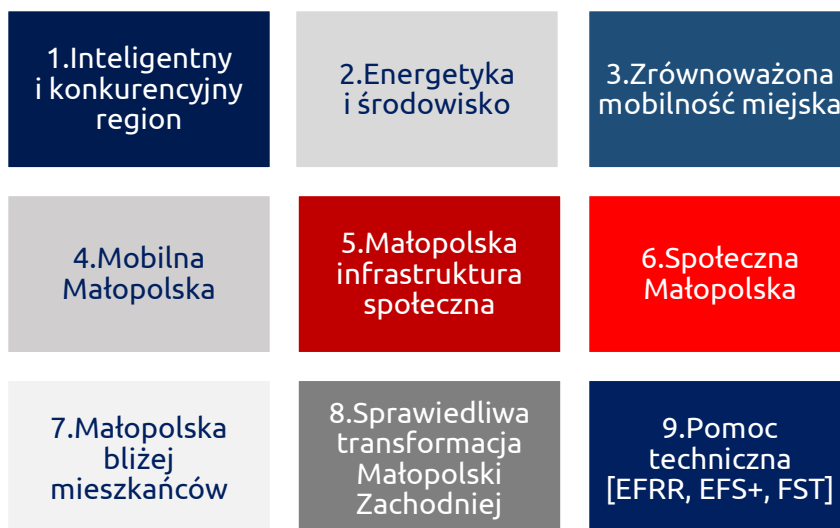 1.Inteligentny
i konkurencyjny
region
2.Energetyka
i środowisko
3.Zrównoważona
mobilność miejska
4.Mobilna
Małopolska
5.Małopolska
infrastruktura
społeczna
6.Społeczna
Małopolska
7.Małopolska
bliżej
mieszkańców
8.Sprawiedliwa
transformacja
Małopolski
Zachodniej
9.Pomoc
techniczna
[EFRR, EFS+, FST]